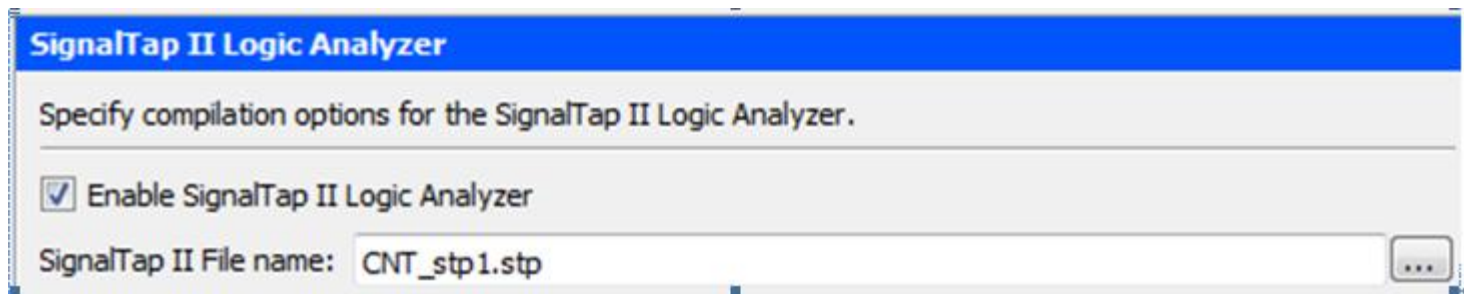 SignalTap II Logic Analyzer
Specify compilation options for the SignalTap II Logic Analyzer.
Enable SignalTap II Logic Analyzer
SignalTap II File name: CNT_stp1.stp ...